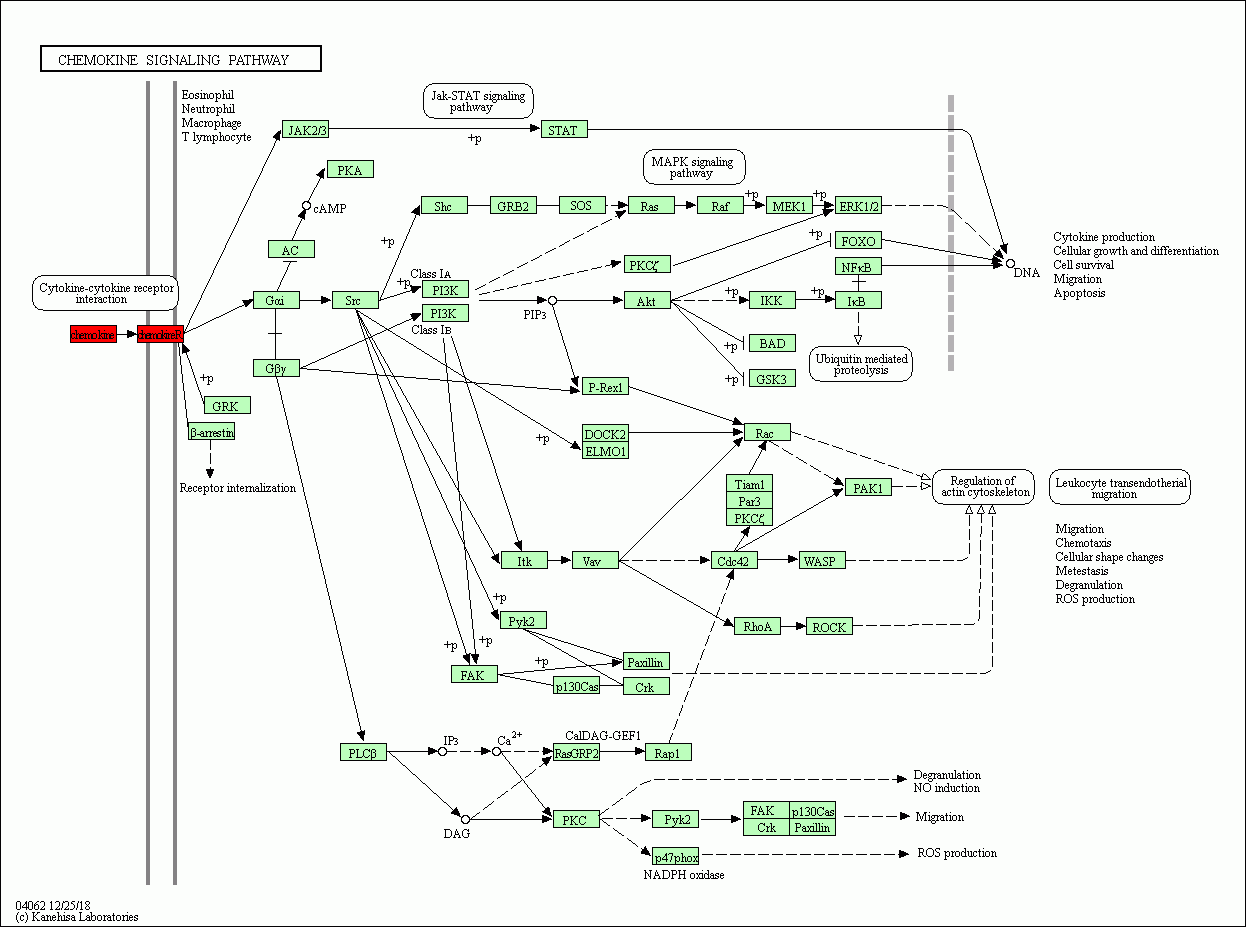 CHEMOKINE SIGNALING PATHWAY
Eosinophil
Neutrophil
Macrophage
T lymphocyte
Jak-STAT signaling
pathway
JAK2/3
+p
STAT
MAPK signaling
pathway
PKA
cAMP
AC
Shc
GRB2
SOS
Ras
Raf
+p
MEK1
+p
ERK1/2
+p
+p
FOXO
NFκB
PKCζ
DNA
Cytokine production
Cellular growth and differentiation
Cell survival
Migration
Apoptosis
Cytokine-cytokine receptor
interaction
chemokine
chemokineR
Gαi
Src
+p
Class IA
PI3K
PI3K
Class IB
PIP3
Akt
+p
IKK
+p
IκB
+p
BAD
+p
GSK3
Ubiquitin mediated
proteolysis
Gβγ
+p
GRK
β-arrestin
Receptor internalization
P-Rex1
+p
DOCK2
ELMO1
Rac
Tiam1
Par3
PKCζ
PAK1
Regulation of
actin cytoskeleton
Leukocyte transendotherial
migration
Migration
Chemotaxis
Cellular shape changes
Metestasis
Degranulation
ROS production
Itk
Vav
Cdc42
WASP
+p
Pyk2
RhoA
ROCK
+p
+p
FAK
+p
Paxillin
p130Cas
Crk
PLCβ
IP3
Ca2+
CalDAG-GEF1
RasGRP2
Rap1
DAG
PKC
Degranulation
NO induction
Pyk2
FAK
p130Cas
Crk
Paxillin
Migration
p47phox
NADPH oxidase
ROS production
04062 12/25/18
(c) Kanehisa Laboratories